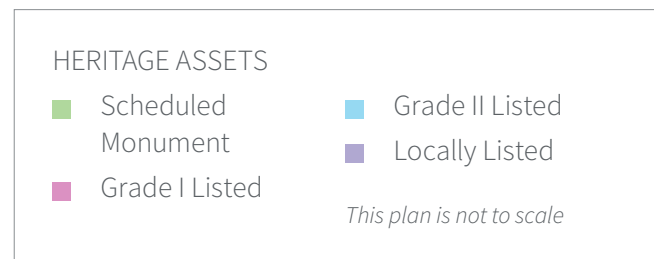 HERITAGE ASSETS
Scheduled
Monument
Grade I Listed
Grade II Listed
Locally Listed
This plan is not to scale